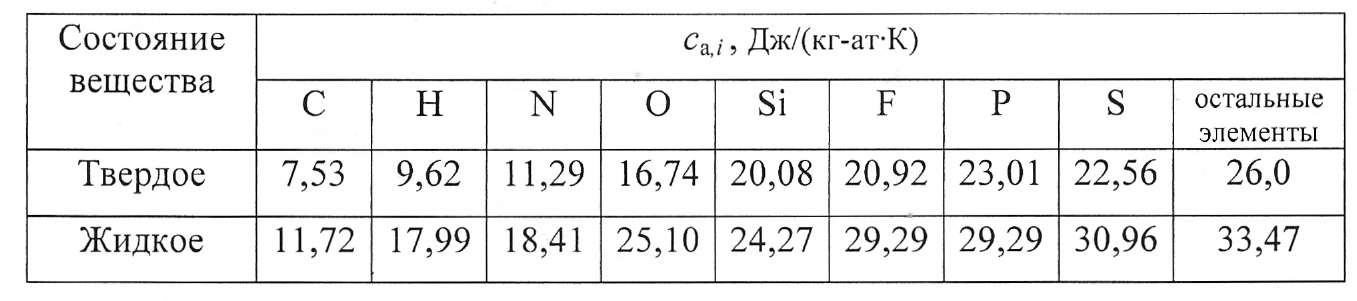 Состояние вещества
cа,i, Дж/(кг-ат·К)
C H N O Si F P S остальные элементы
Твердое 7,53 9,62 11,29 16,74 20,08 20,92 23,01 22,56 26,0
Жидкое 11,72 17,99 18,41 25,10 24,27 29,29 29,29 30,96 33,47